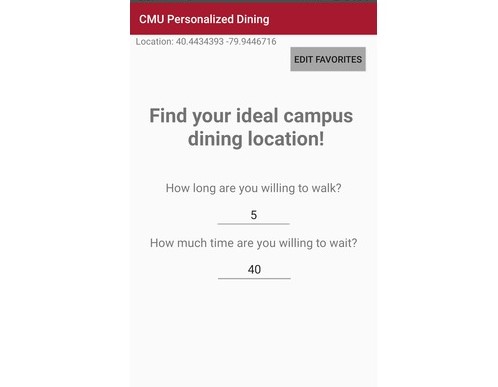 CMU Personalized Dining
Location: 40.4434393 -79.9446716
EDIT FAVORITES
Find your ideal campus
dining location!
How long are you willing to walk?
5
How much time are you willing to wait?
40